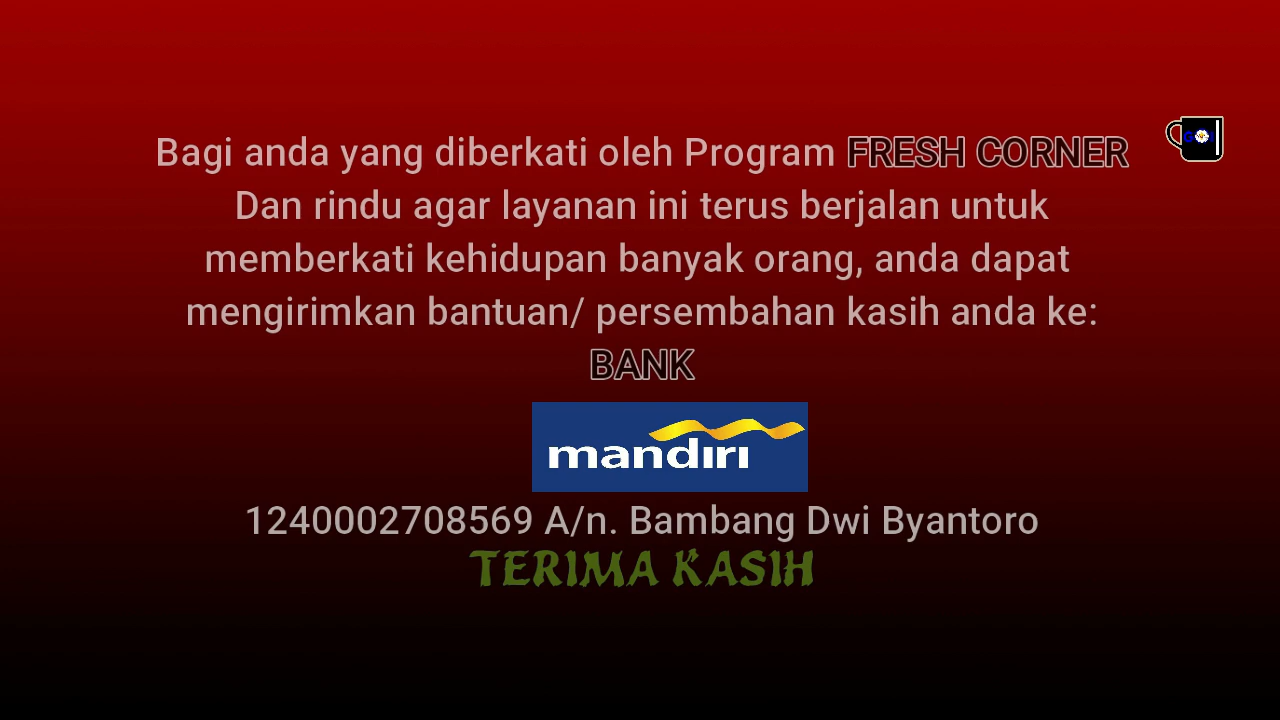 Bagi anda yang diberkati oleh Program FRESH CORNER
Dan rindu agar layanan ini terus berjalan untuk
memberkati kehidupan banyak orang, anda dapat
mengirimkan bantuan/ persembahan kasih anda ke:
BANK
mandiri
1240002708569 A/n. Bambang Dwi Byantoro
TERIMA KASIH